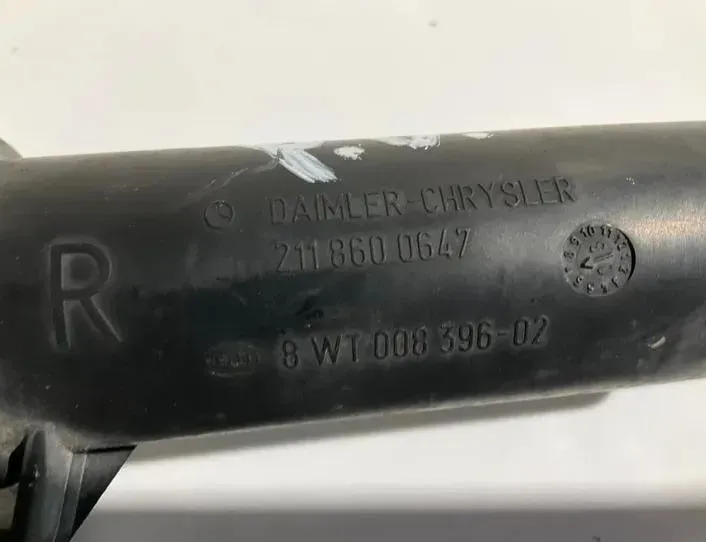 R
DAIMLER-CHRYSLER
211 860 0647
8 WT 008 396-02